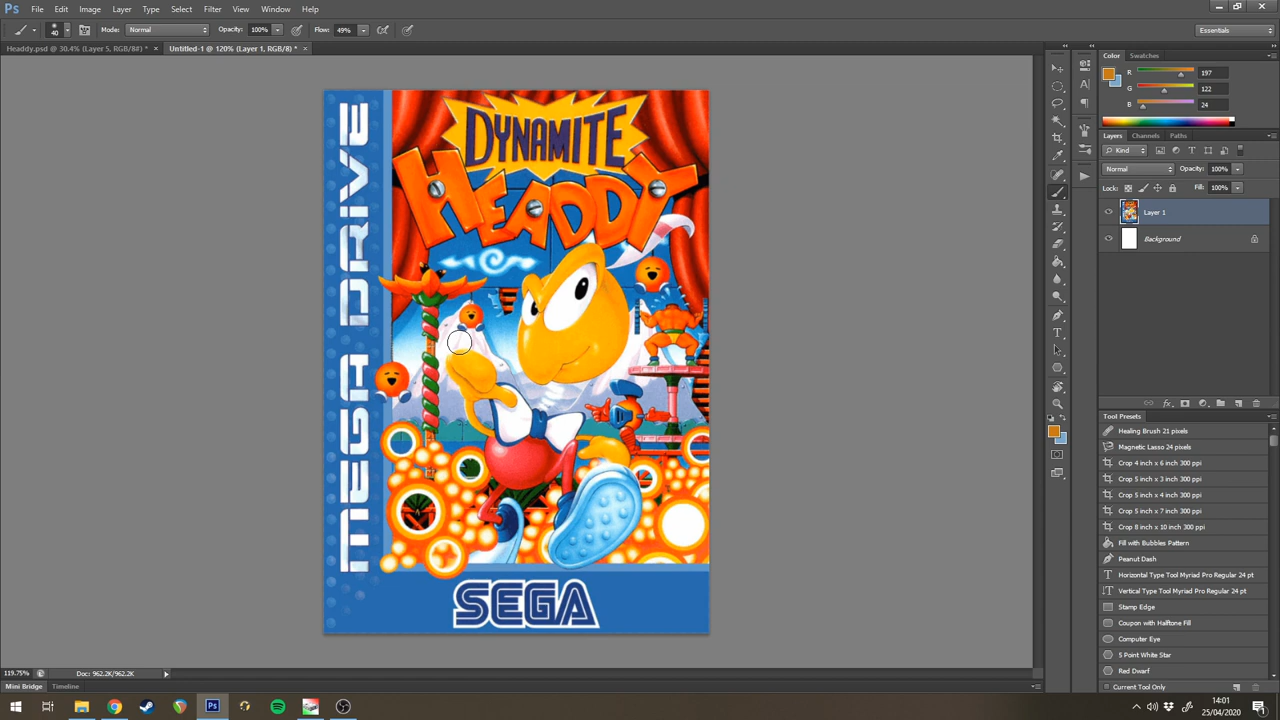 Ps File Edit Image Layer Type Select Filter View Window Help
40 Mode: Normal Opacity: 100% Flow: 49% Essentials
Headdy.psd @ 30.4% (Layer 5, RGB/8#) * × Untitled-1 @ 120% (Layer 1, RGB/8) * ×
Color Swatches
R 197
G 122
B 24
Layers Channels Paths
Kind
Normal Opacity: 100%
Lock: Fill: 100%
Layer 1
Background
fx
Tool Presets
Healing Brush 21 pixels
Magnetic Lasso 24 pixels
Crop 4 inch x 6 inch 300 ppi
Crop 5 inch x 3 inch 300 ppi
Crop 5 inch x 4 inch 300 ppi
Crop 5 inch x 7 inch 300 ppi
Crop 8 inch x 10 inch 300 ppi
Fill with Bubbles Pattern
Peanut Dash
Horizontal Type Tool Myriad Pro Regular 24 pt
Vertical Type Tool Myriad Pro Regular 24 pt
Stamp Edge
Coupon with Halftone Fill
Computer Eye
5 Point White Star
Red Dwarf
Current Tool Only
MEGA DRIVE
DYNAMITE
HEADDY
SEGA
119.75% Doc: 962.2K/962.2K
Mini Bridge Timeline
14:01
25/04/2020